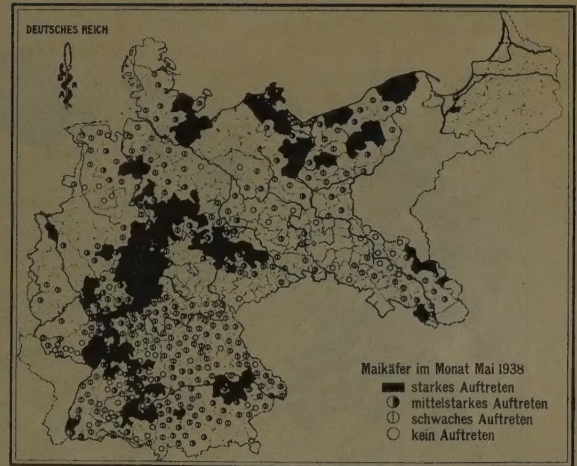 DEUTSCHES REICH
Maikäfer im Monat Mai 1938
starkes Auftreten
mittelstarkes Auftreten
schwaches Auftreten
kein Auftreten